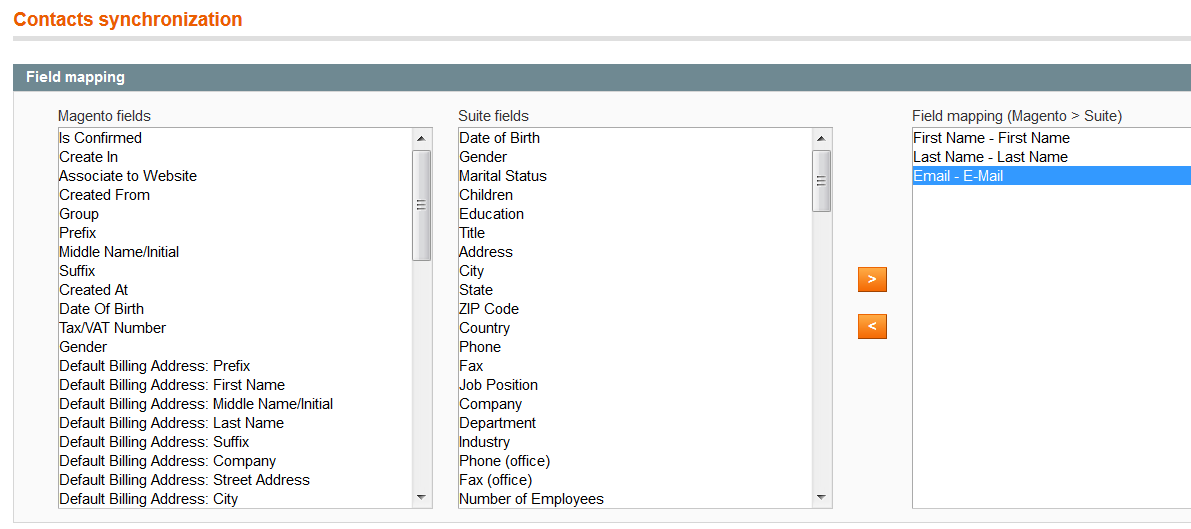 Contacts synchronization
Field mapping
Magento fields
Is Confirmed
Create In
Associate to Website
Created From
Group
Prefix
Middle Name/Initial
Suffix
Created At
Date Of Birth
Tax/VAT Number
Gender
Default Billing Address: Prefix
Default Billing Address: First Name
Default Billing Address: Middle Name/Initial
Default Billing Address: Last Name
Default Billing Address: Suffix
Default Billing Address: Company
Default Billing Address: Street Address
Default Billing Address: City
Suite fields
Date of Birth
Gender
Marital Status
Children
Education
Title
Address
City
State
ZIP Code
Country
Phone
Fax
Job Position
Company
Department
Industry
Phone (office)
Fax (office)
Number of Employees
>
<
Field mapping (Magento > Suite)
First Name - First Name
Last Name - Last Name
Email - E-Mail